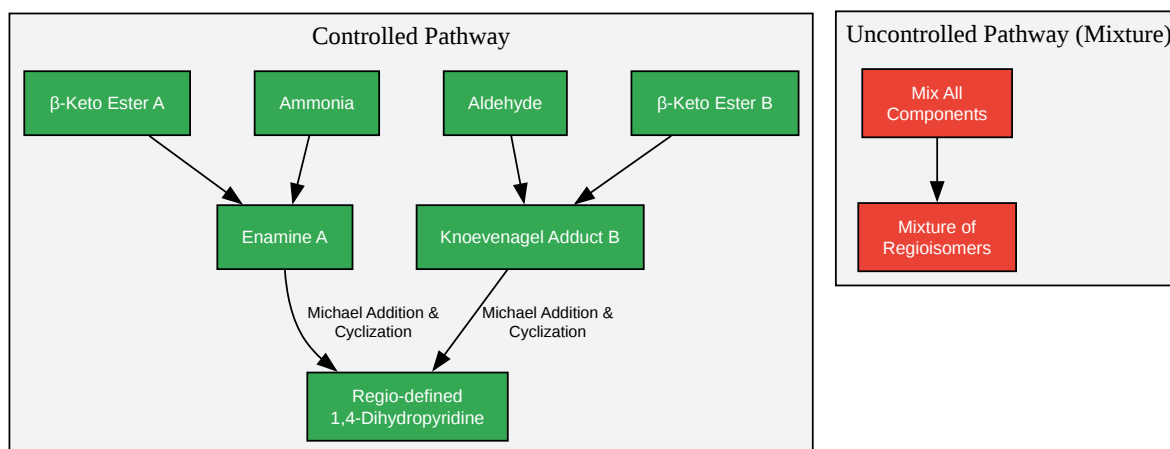 Controlled Pathway
β-Keto Ester A
Ammonia
Aldehyde
β-Keto Ester B
Enamine A
Knoevenagel Adduct B
Michael Addition &
Cyclization
Michael Addition &
Cyclization
Regio-defined
1,4-Dihydropyridine
Uncontrolled Pathway (Mixture)
Mix All
Components
Mixture of
Regioisomers